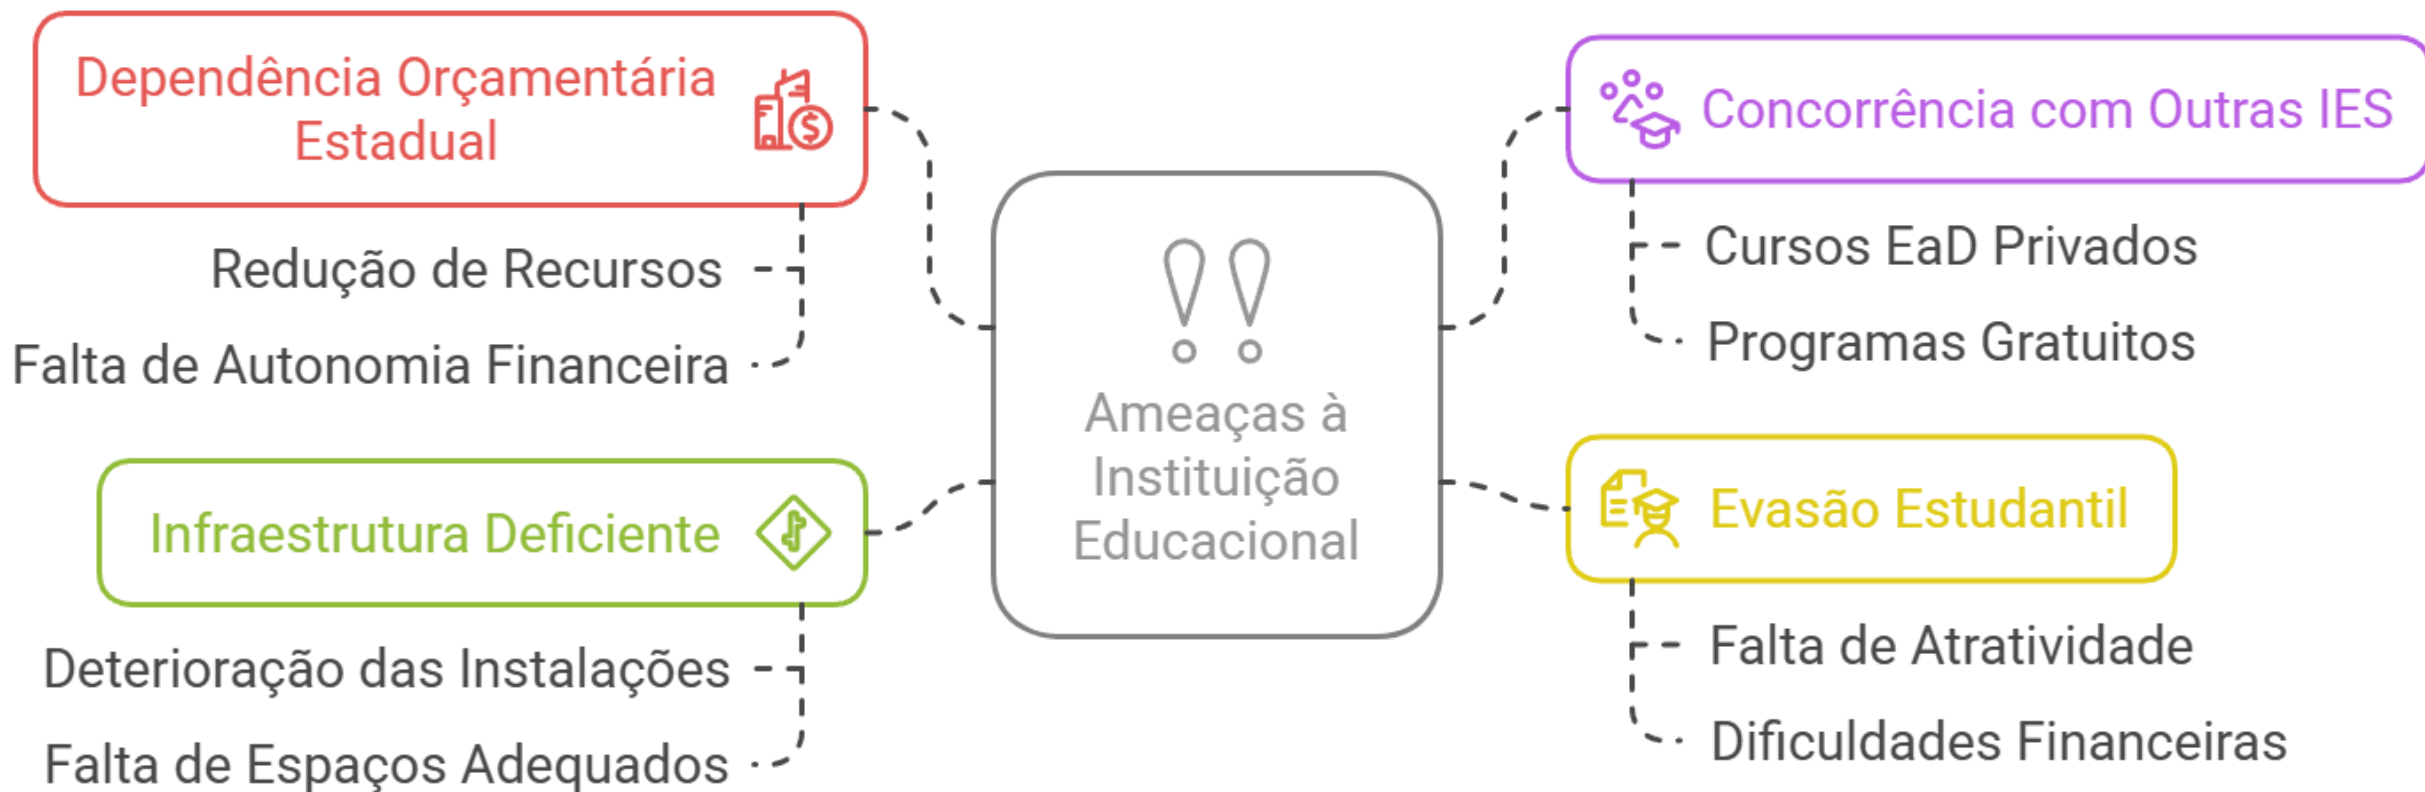 Dependência Orçamentária
Estadual
Redução de Recursos
Falta de Autonomia Financeira
Infraestrutura Deficiente
Deterioração das Instalações
Falta de Espaços Adequados
Ameaças à
Instituição
Educacional
Concorrência com Outras IES
Cursos EaD Privados
Programas Gratuitos
Evasão Estudantil
Falta de Atratividade
Dificuldades Financeiras